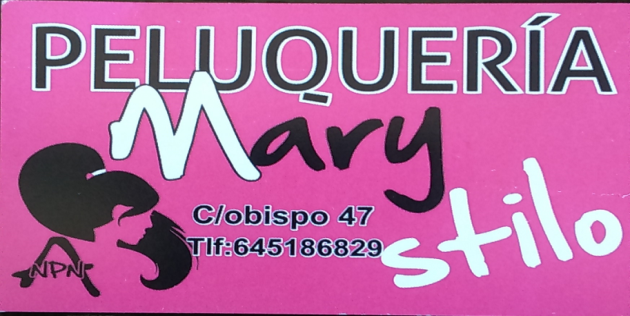 PELUQUERÍA
Mary
stilo
C/obispo 47
Tlf:645186829
NPN